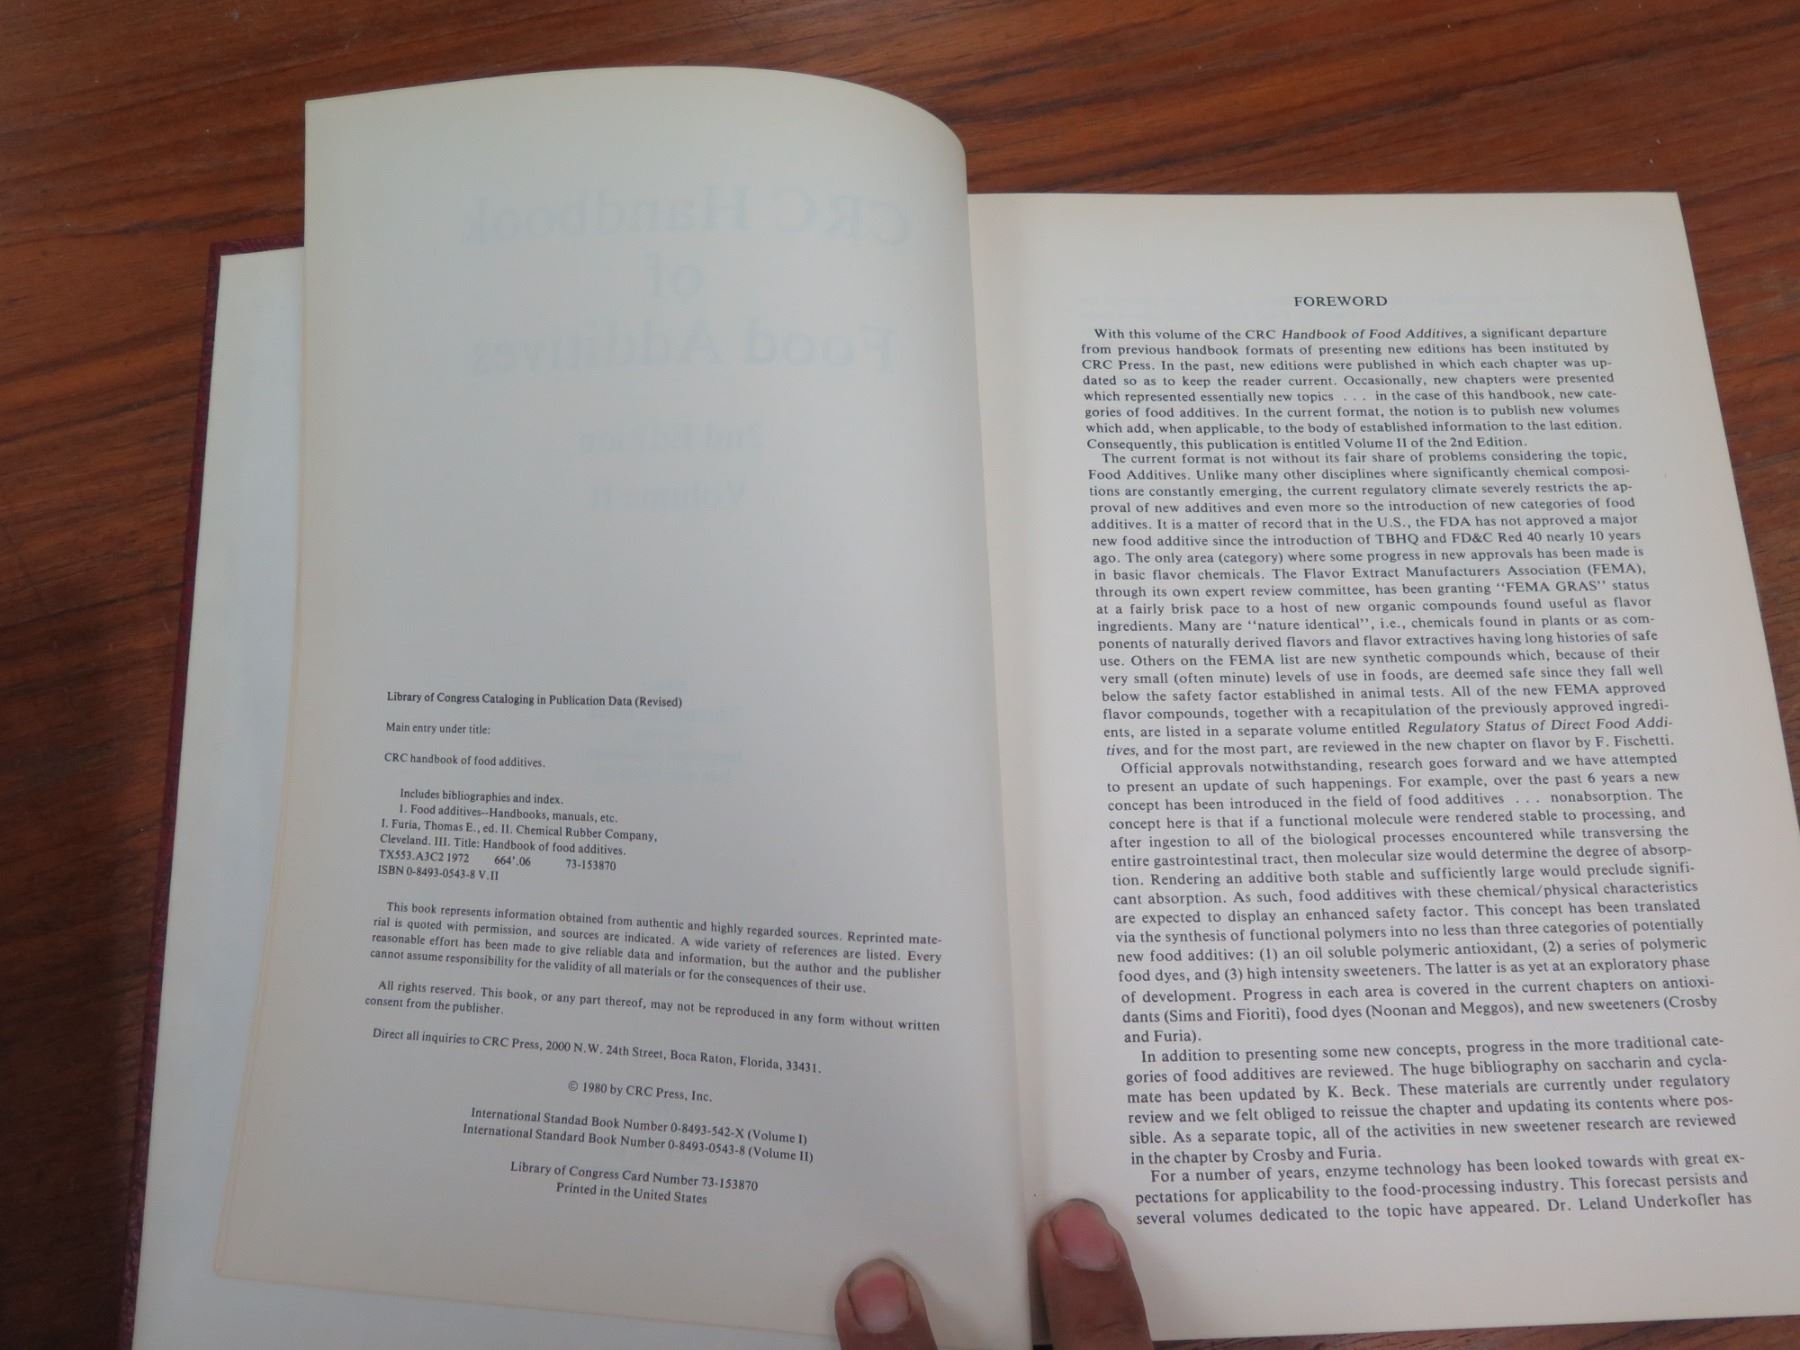 Library of Congress Cataloging in Publication Data (Revised)
Main entry under title:
CRC handbook of food additives.
Includes bibliographies and index.
1. Food additives--Handbooks, manuals, etc.
I. Furia, Thomas E., ed. II. Chemical Rubber Company,
Cleveland. III. Title: Handbook of food additives.
TX553.A3C2 1972 664'.06 73-153870
ISBN 0-8493-0543-8 V.II
This book represents information obtained from authentic and highly regarded sources. Reprinted mate-
rial is quoted with permission, and sources are indicated. A wide variety of references are listed. Every
reasonable effort has been made to give reliable data and information, but the author and the publisher
cannot assume responsibility for the validity of all materials or for the consequences of their use.
All rights reserved. This book, or any part thereof, may not be reproduced in any form without written
consent from the publisher.
Direct all inquiries to CRC Press, 2000 N.W. 24th Street, Boca Raton, Florida, 33431.
© 1980 by CRC Press, Inc.
International Standad Book Number 0-8493-542-X (Volume I)
International Standard Book Number 0-8493-0543-8 (Volume II)
Library of Congress Card Number 73-153870
Printed in the United States
FOREWORD
With this volume of the CRC Handbook of Food Additives, a significant departure
from previous handbook formats of presenting new editions has been instituted by
CRC Press. In the past, new editions were published in which each chapter was up-
dated so as to keep the reader current. Occasionally, new chapters were presented
which represented essentially new topics . . . in the case of this handbook, new cate-
gories of food additives. In the current format, the notion is to publish new volumes
which add, when applicable, to the body of established information to the last edition.
Consequently, this publication is entitled Volume II of the 2nd Edition.
The current format is not without its fair share of problems considering the topic,
Food Additives. Unlike many other disciplines where significantly chemical composi-
tions are constantly emerging, the current regulatory climate severely restricts the ap-
proval of new additives and even more so the introduction of new categories of food
additives. It is a matter of record that in the U.S., the FDA has not approved a major
new food additive since the introduction of TBHQ and FD&C Red 40 nearly 10 years
ago. The only area (category) where some progress in new approvals has been made is
in basic flavor chemicals. The Flavor Extract Manufacturers Association (FEMA),
through its own expert review committee, has been granting "FEMA GRAS" status
at a fairly brisk pace to a host of new organic compounds found useful as flavor
ingredients. Many are "nature identical", i.e., chemicals found in plants or as com-
ponents of naturally derived flavors and flavor extractives having long histories of safe
use. Others on the FEMA list are new synthetic compounds which, because of their
very small (often minute) levels of use in foods, are deemed safe since they fall well
below the safety factor established in animal tests. All of the new FEMA approved
flavor compounds, together with a recapitulation of the previously approved ingredi-
ents, are listed in a separate volume entitled Regulatory Status of Direct Food Addi-
tives, and for the most part, are reviewed in the new chapter on flavor by F. Fischetti.
Official approvals notwithstanding, research goes forward and we have attempted
to present an update of such happenings. For example, over the past 6 years a new
concept has been introduced in the field of food additives . . . nonabsorption. The
concept here is that if a functional molecule were rendered stable to processing, and
after ingestion to all of the biological processes encountered while transversing the
entire gastrointestinal tract, then molecular size would determine the degree of absorp-
tion. Rendering an additive both stable and sufficiently large would preclude signifi-
cant absorption. As such, food additives with these chemical/physical characteristics
are expected to display an enhanced safety factor. This concept has been translated
via the synthesis of functional polymers into no less than three categories of potentially
new food additives: (1) an oil soluble polymeric antioxidant, (2) a series of polymeric
food dyes, and (3) high intensity sweeteners. The latter is as yet at an exploratory phase
of development. Progress in each area is covered in the current chapters on antioxi-
dants (Sims and Fioriti), food dyes (Noonan and Meggos), and new sweeteners (Crosby
and Furia).
In addition to presenting some new concepts, progress in the more traditional cate-
gories of food additives are reviewed. The huge bibliography on saccharin and cycla-
mate has been updated by K. Beck. These materials are currently under regulatory
review and we felt obliged to reissue the chapter and updating its contents where pos-
sible. As a separate topic, all of the activities in new sweetener research are reviewed
in the chapter by Crosby and Furia.
For a number of years, enzyme technology has been looked towards with great ex-
pectations for applicability to the food-processing industry. This forecast persists and
several volumes dedicated to the topic have appeared. Dr. Leland Underkofler has